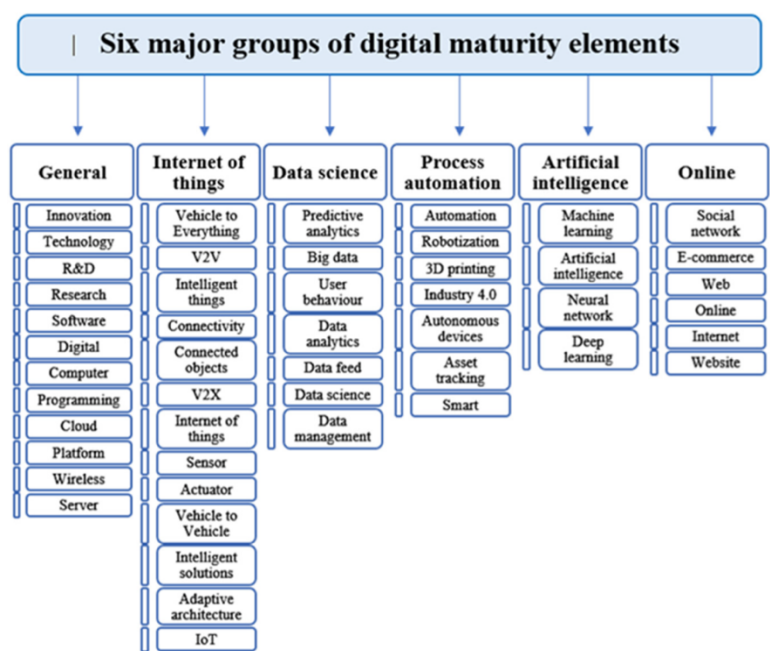 Six major groups of digital maturity elements
General
Innovation
Technology
R&D
Research
Software
Digital
Computer
Programming
Cloud
Platform
Wireless
Server
Internet of
things
Vehicle to
Everything
V2V
Intelligent
things
Connectivity
Connected
objects
V2X
Internet of
things
Sensor
Actuator
Vehicle to
Vehicle
Intelligent
solutions
Adaptive
architecture
IoT
Data science
Predictive
analytics
Big data
User
behaviour
Data
analytics
Data feed
Data science
Data
management
Process
automation
Automation
Robotization
3D printing
Industry 4.0
Autonomous
devices
Asset
tracking
Smart
Artificial
intelligence
Machine
learning
Artificial
intelligence
Neural
network
Deep
learning
Online
Social
network
E-commerce
Web
Online
Internet
Website